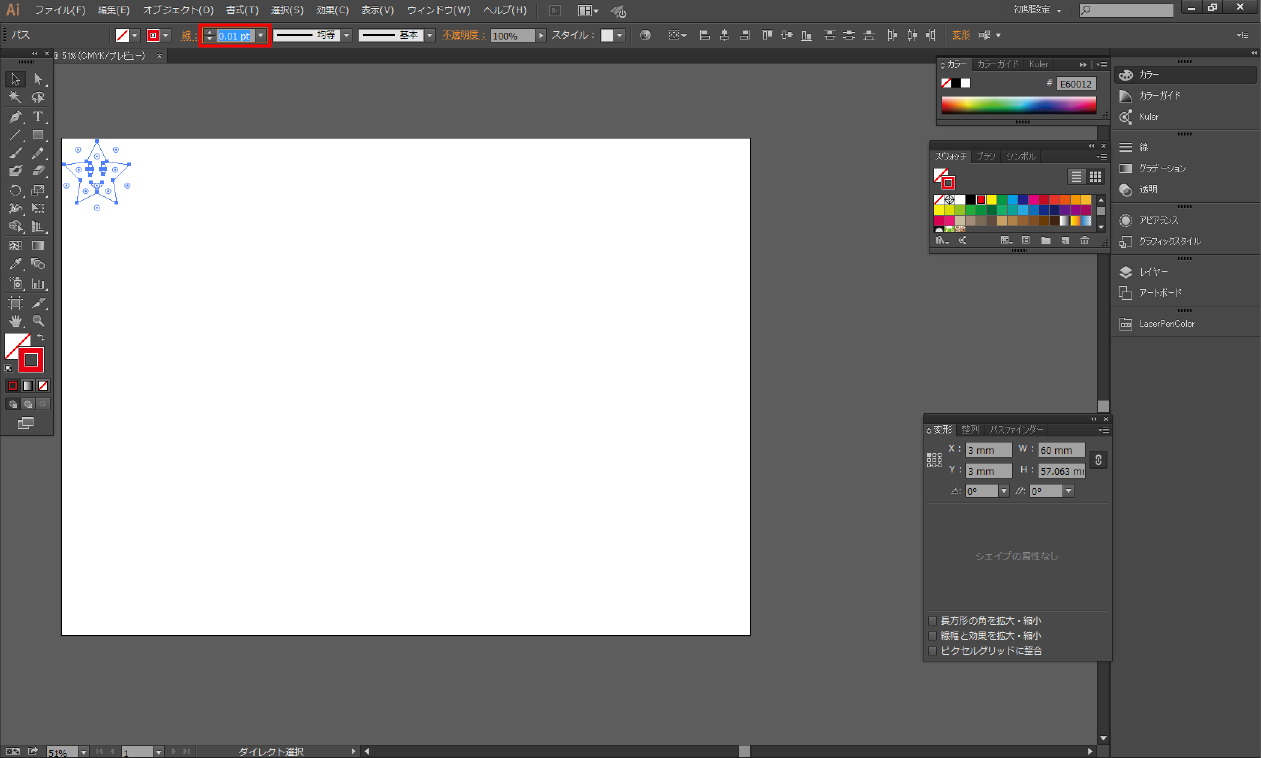 Ai ファイル(F) 編集(E) オブジェクト(O) 書式(T) 選択(S) 効果(C) 表示(V) ウィンドウ(W) ヘルプ(H) Br 初期設定
パス 線: 0.01 pt 均等 基本 不透明度: 100% スタイル: 変形
51% (CMYK/プレビュー) ×
カラー カラーガイド Kuler
# E60012
スウォッチ ブラシ シンボル
カラー
カラーガイド
Kuler
線
グラデーション
透明
アピアランス
グラフィックスタイル
レイヤー
アートボード
LaserPenColor
変形 整列 パスファインダー
X: 3 mm W: 60 mm
Y: 3 mm H: 57.063 mm
0° 0°
シェイプの属性なし
長方形の角を拡大・縮小
線幅と効果を拡大・縮小
ピクセルグリッドに整合
51% 1 ダイレクト選択